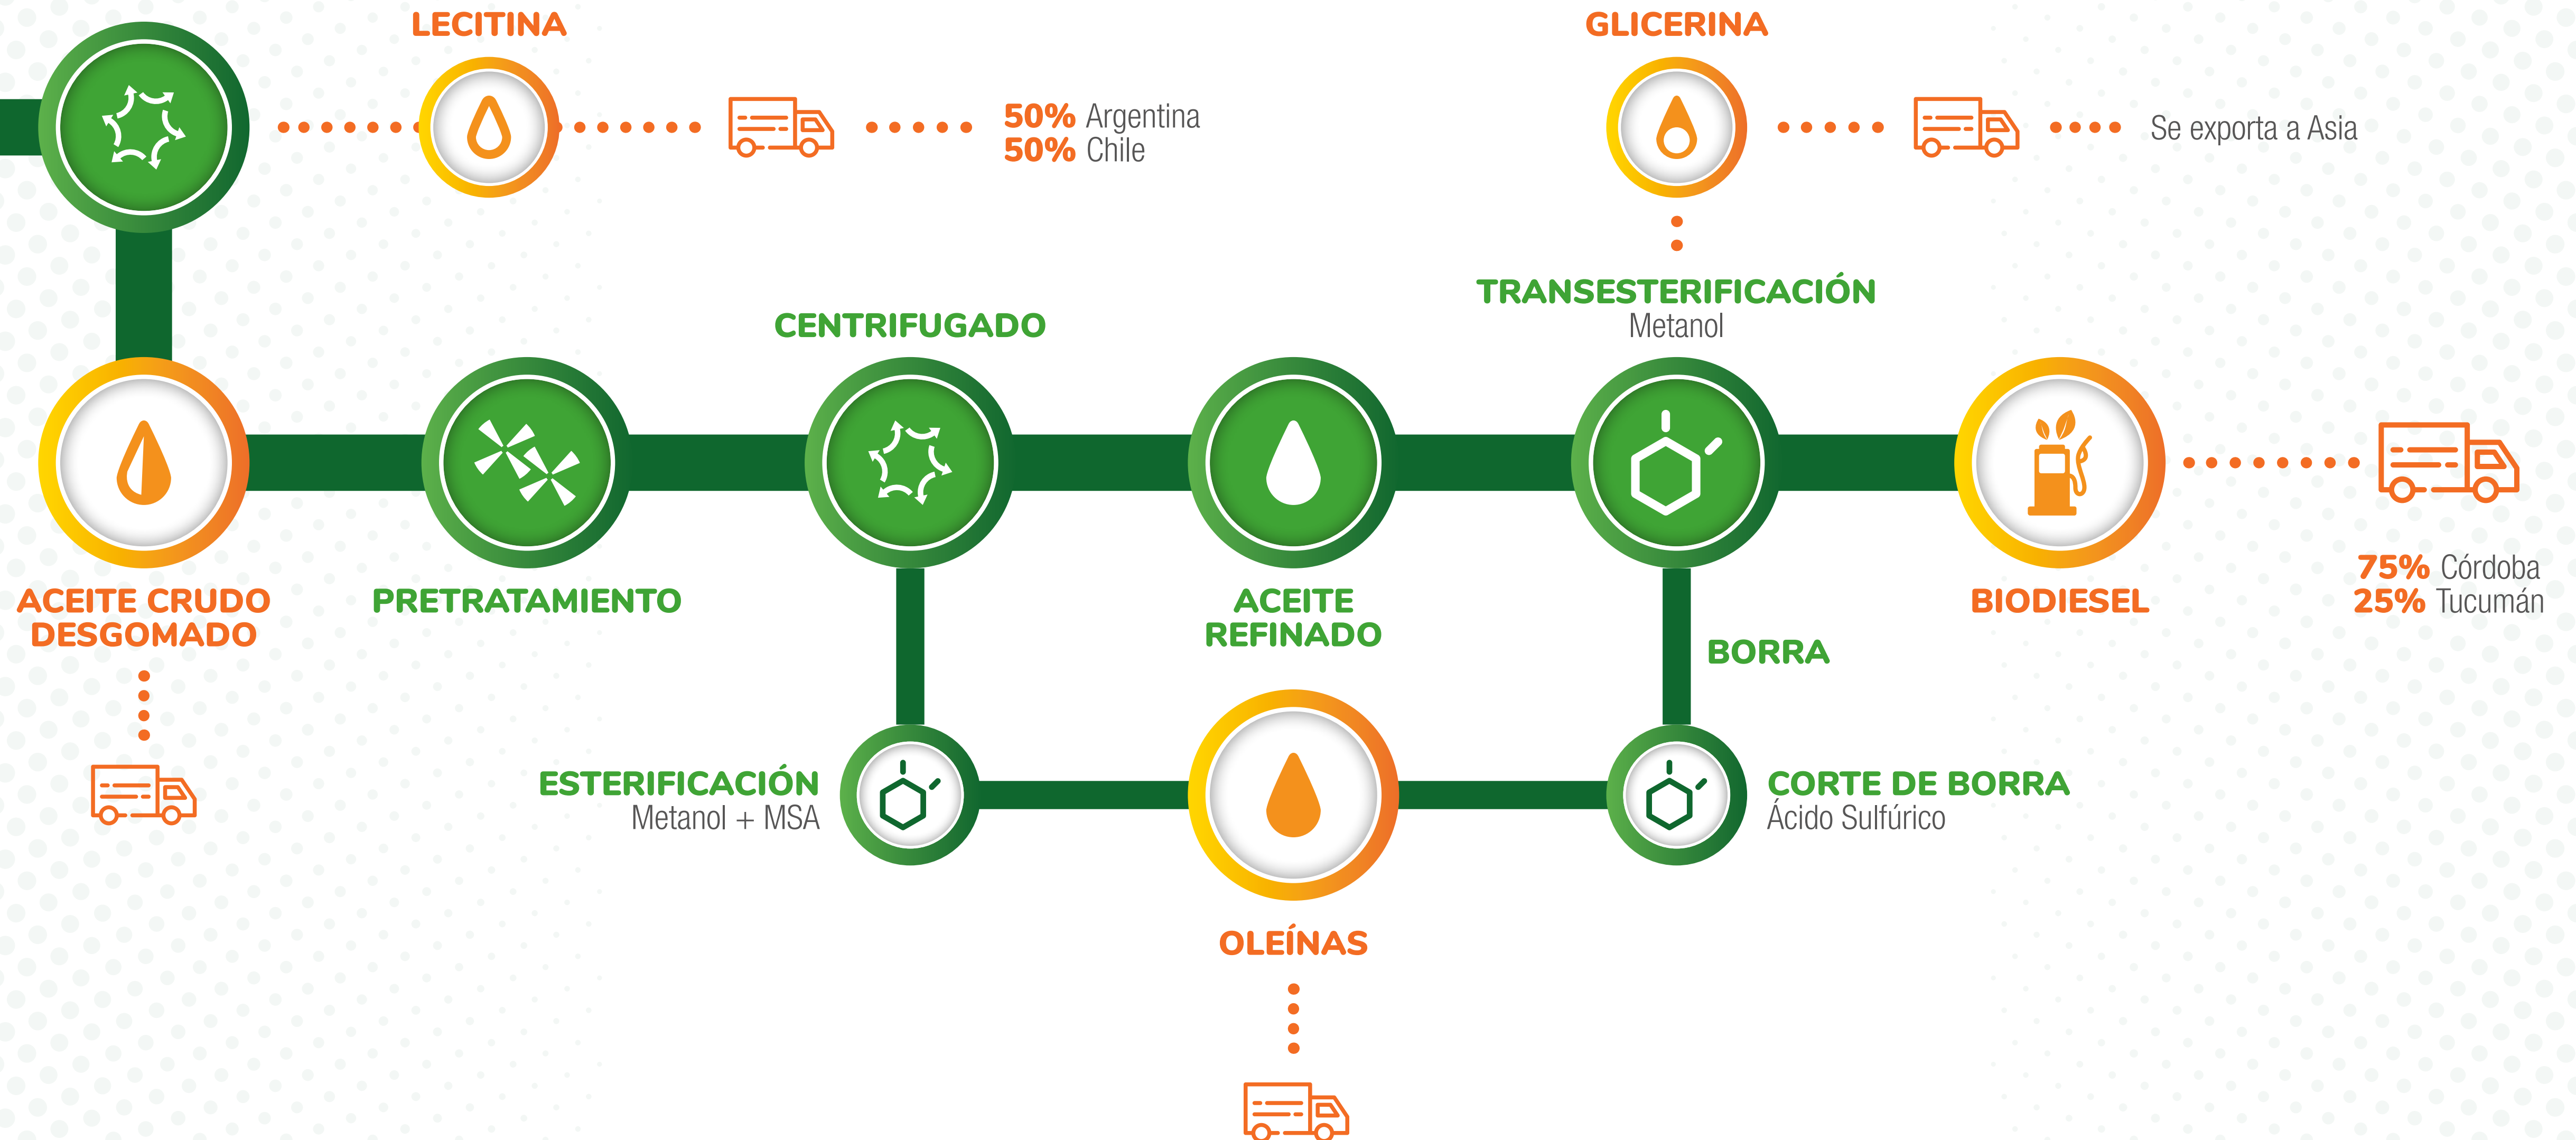 LECITINA
50% Argentina
50% Chile
GLICERINA
Se exporta a Asia
TRANSESTERIFICACIÓN
Metanol
CENTRIFUGADO
ACEITE CRUDO
DESGOMADO
PRETRATAMIENTO
ACEITE
REFINADO
BIODIESEL
75% Córdoba
25% Tucumán
BORRA
ESTERIFICACIÓN
Metanol + MSA
CORTE DE BORRA
Ácido Sulfúrico
OLEÍNAS